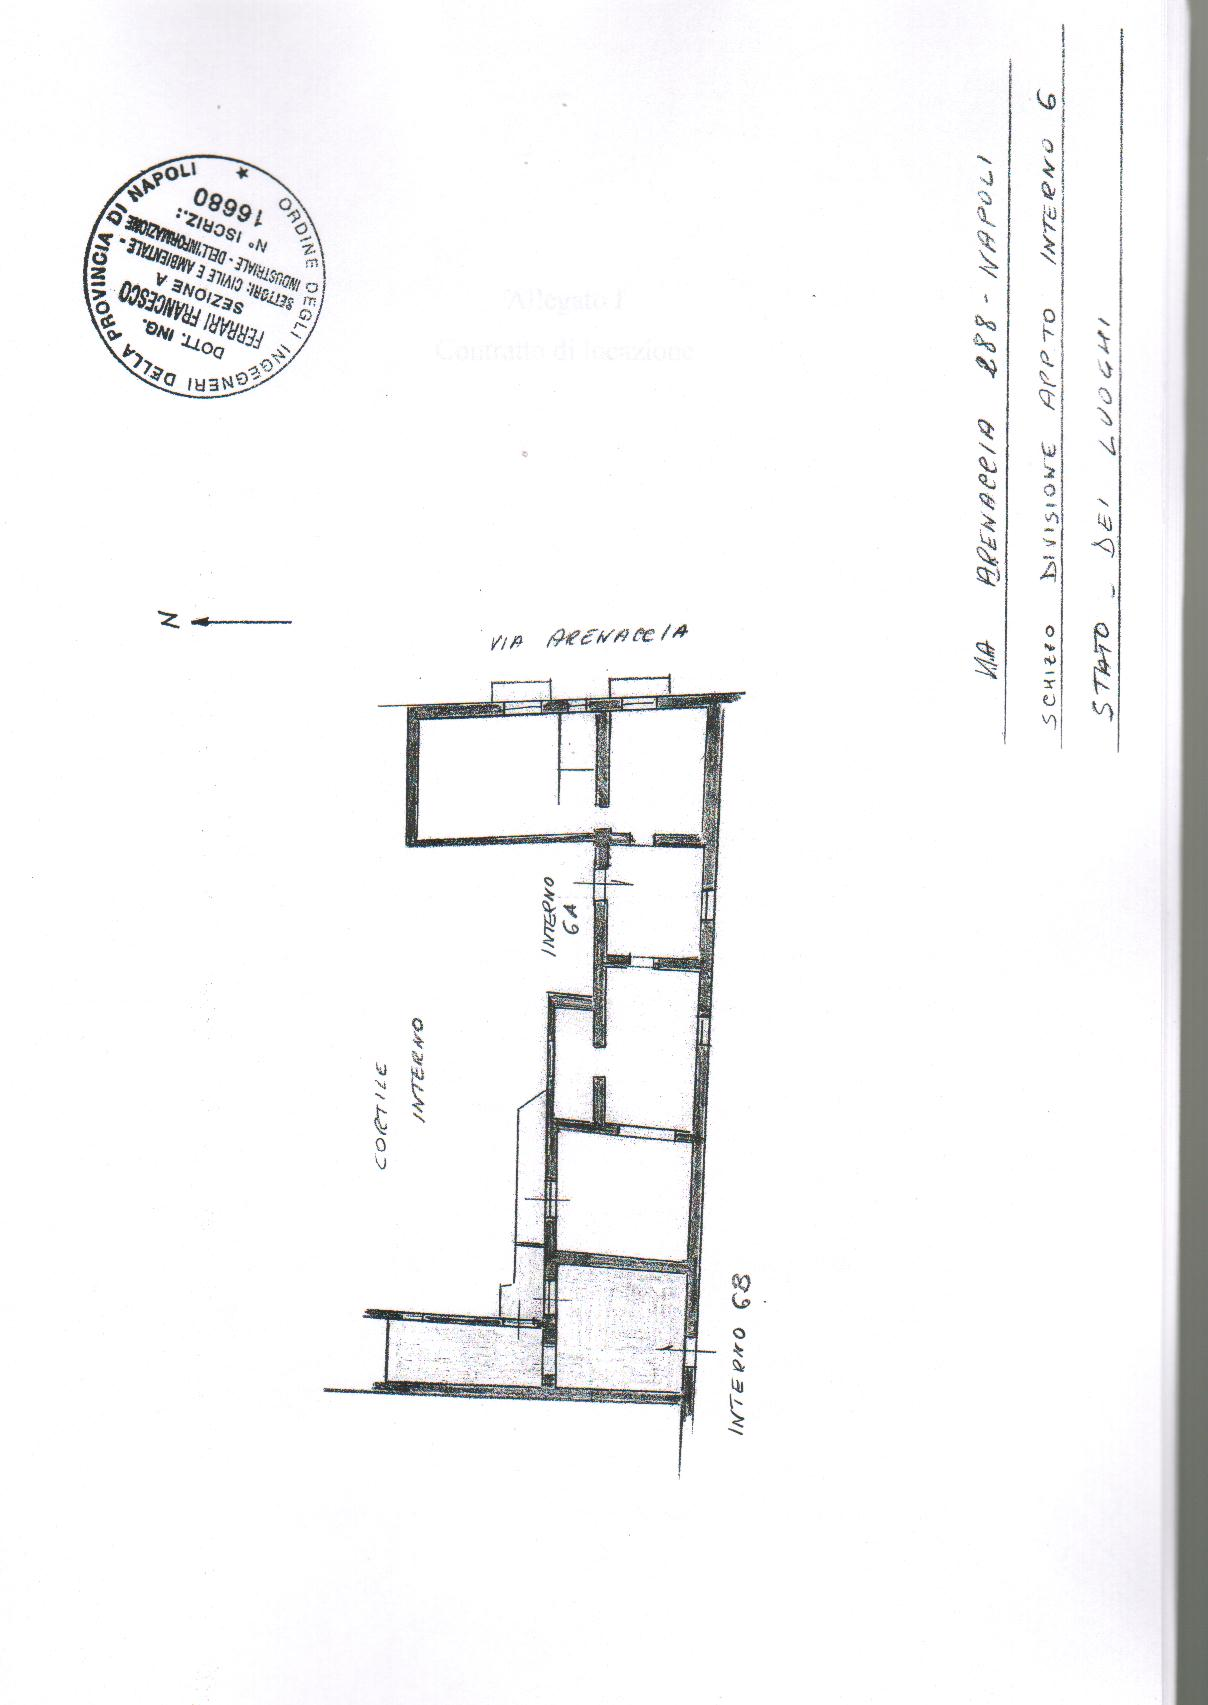 VIA ARENACCIA 288 - NAPOLI
SCHIZZO DIVISIONE APPTO INTERNO 6
STATO - DEI LUOGHI
N
VIA ARENACCIA
INTERNO
6A
CORTILE
INTERNO
INTERNO 6B
ORDINE DEGLI INGEGNERI DELLA PROVINCIA DI NAPOLI ★
DOTT. ING.
FERRARI FRANCESCO
SEZIONE A
SETTORI: CIVILE E AMBIENTALE -
INDUSTRIALE - DELL'INFORMAZIONE
N° ISCRIZ.:
16680
Allegato 1
Contratto di locazione